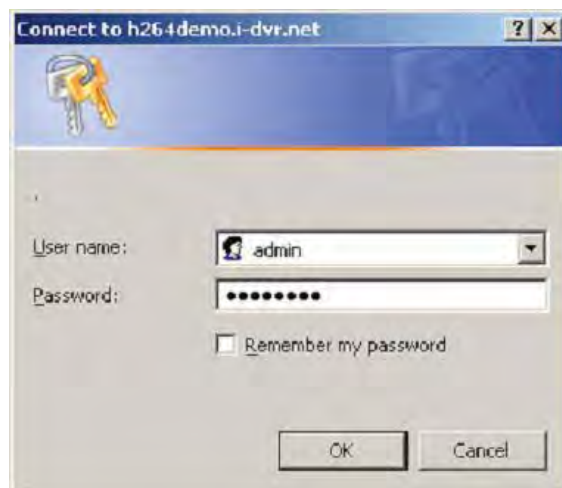 Connect to h264demo.i-dvr.net
User name:
admin
Password:
••••••••
Remember my password
OK
Cancel